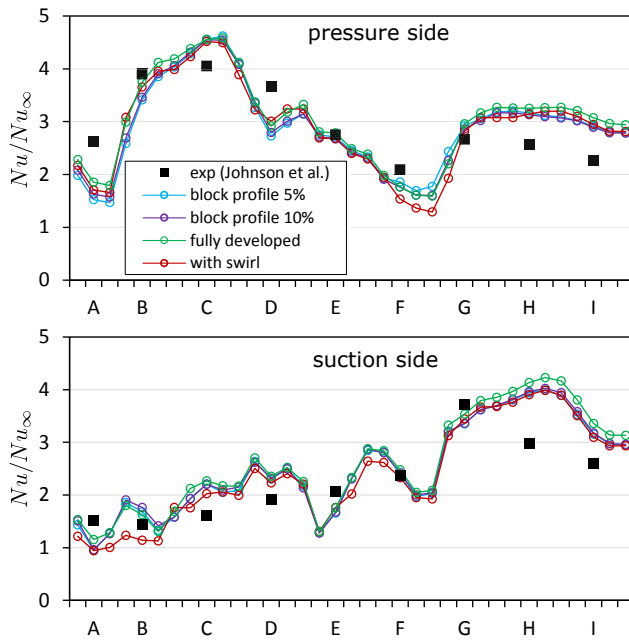 pressure side
Nu/Nu∞
5
4
3
2
1
0
exp (Johnson et al.)
block profile 5%
block profile 10%
fully developed
with swirl
A B C D E F G H I
suction side
Nu/Nu∞
5
4
3
2
1
0
A B C D E F G H I